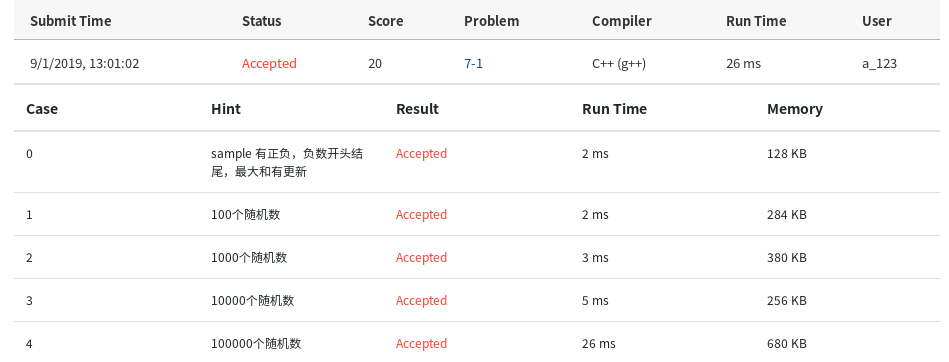 Submit Time Status Score Problem Compiler Run Time User
9/1/2019, 13:01:02 Accepted 20 7-1 C++ (g++) 26 ms a_123
Case Hint Result Run Time Memory
0 sample 有正负，负数开头结 Accepted 2 ms 128 KB
尾，最大和有更新
1 100个随机数 Accepted 2 ms 284 KB
2 1000个随机数 Accepted 3 ms 380 KB
3 10000个随机数 Accepted 5 ms 256 KB
4 100000个随机数 Accepted 26 ms 680 KB